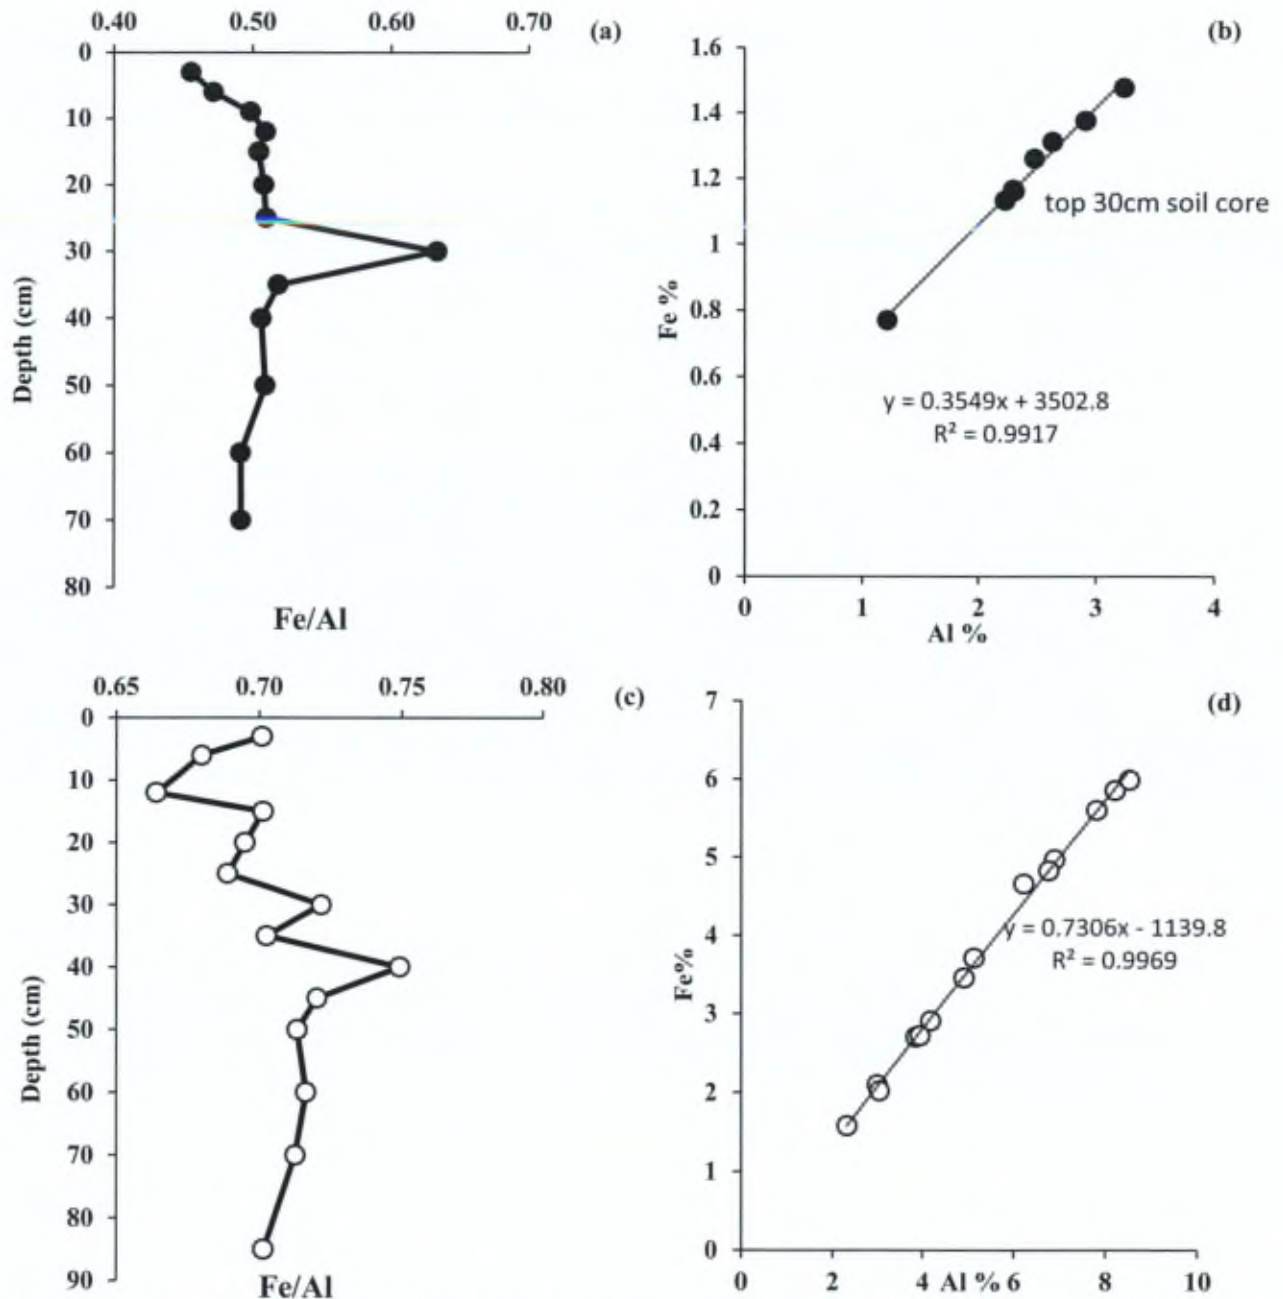 0.40 0.50 0.60 0.70
(a)
0
10
20
30
40
50
60
70
80
Depth (cm)
Fe/Al
(b)
1.6
1.4
1.2
1
0.8
0.6
0.4
0.2
0
Fe %
top 30cm soil core
y = 0.3549x + 3502.8
R² = 0.9917
0 1 2 3 4
Al %
0.65 0.70 0.75 0.80
(c)
0
10
20
30
40
50
60
70
80
90
Depth (cm)
Fe/Al
(d)
7
6
5
4
3
2
1
0
Fe%
y = 0.7306x - 1139.8
R² = 0.9969
0 2 4 Al % 6 8 10